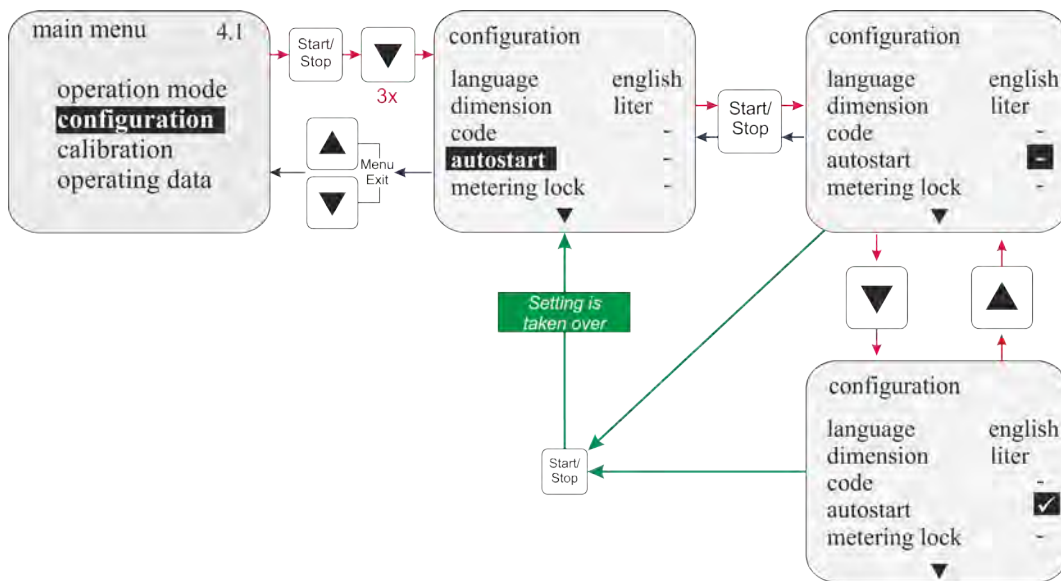 main menu 4.1
operation mode
configuration
calibration
operating data
Start/
Stop
3x
Menu
Exit
configuration
language english
dimension liter
code -
autostart -
metering lock -
Start/
Stop
configuration
language english
dimension liter
code -
autostart -
metering lock -
Setting is
taken over
Start/
Stop
configuration
language english
dimension liter
code -
autostart ✓
metering lock -